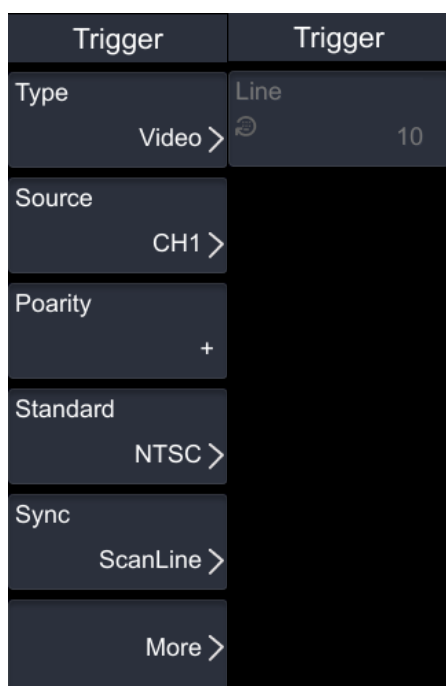 Trigger
Type
Video >
Source
CH1 >
Poarity
+
Standard
NTSC >
Sync
ScanLine >
More >
Trigger
Line
10